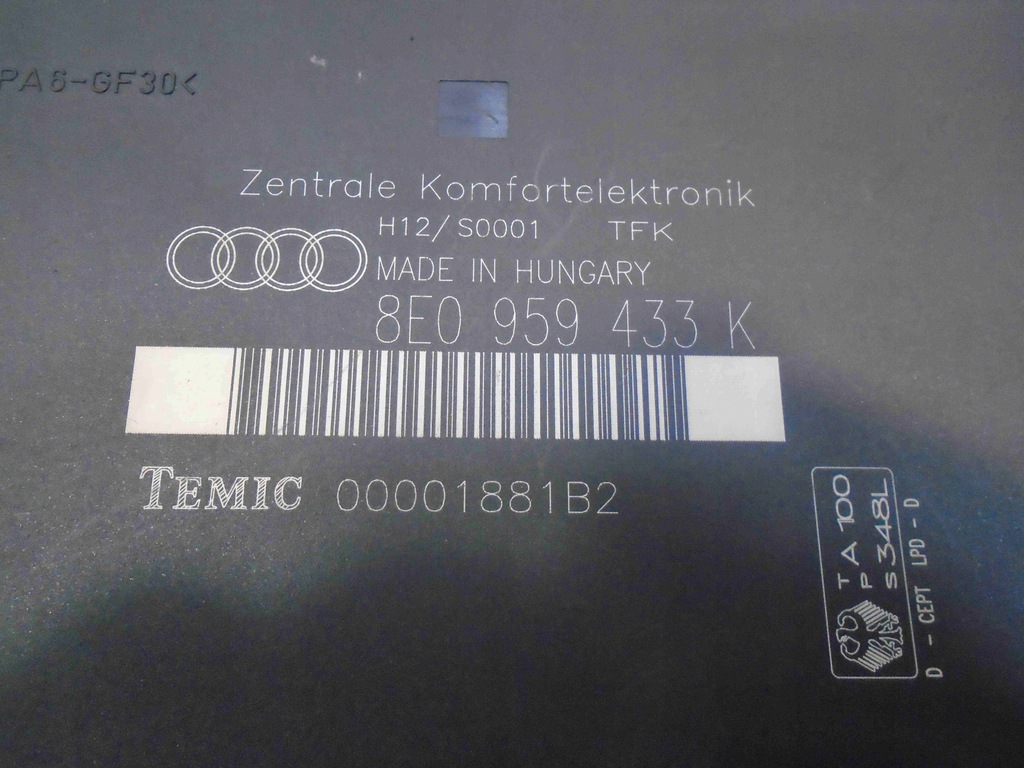 PA6-GF30<
Zentrale Komfortelektronik
H12/S0001 TFK
MADE IN HUNGARY
8E0 959 433 K
TEMIC 00001881B2
TA 100
P S348L
D - CEPT LPD - D